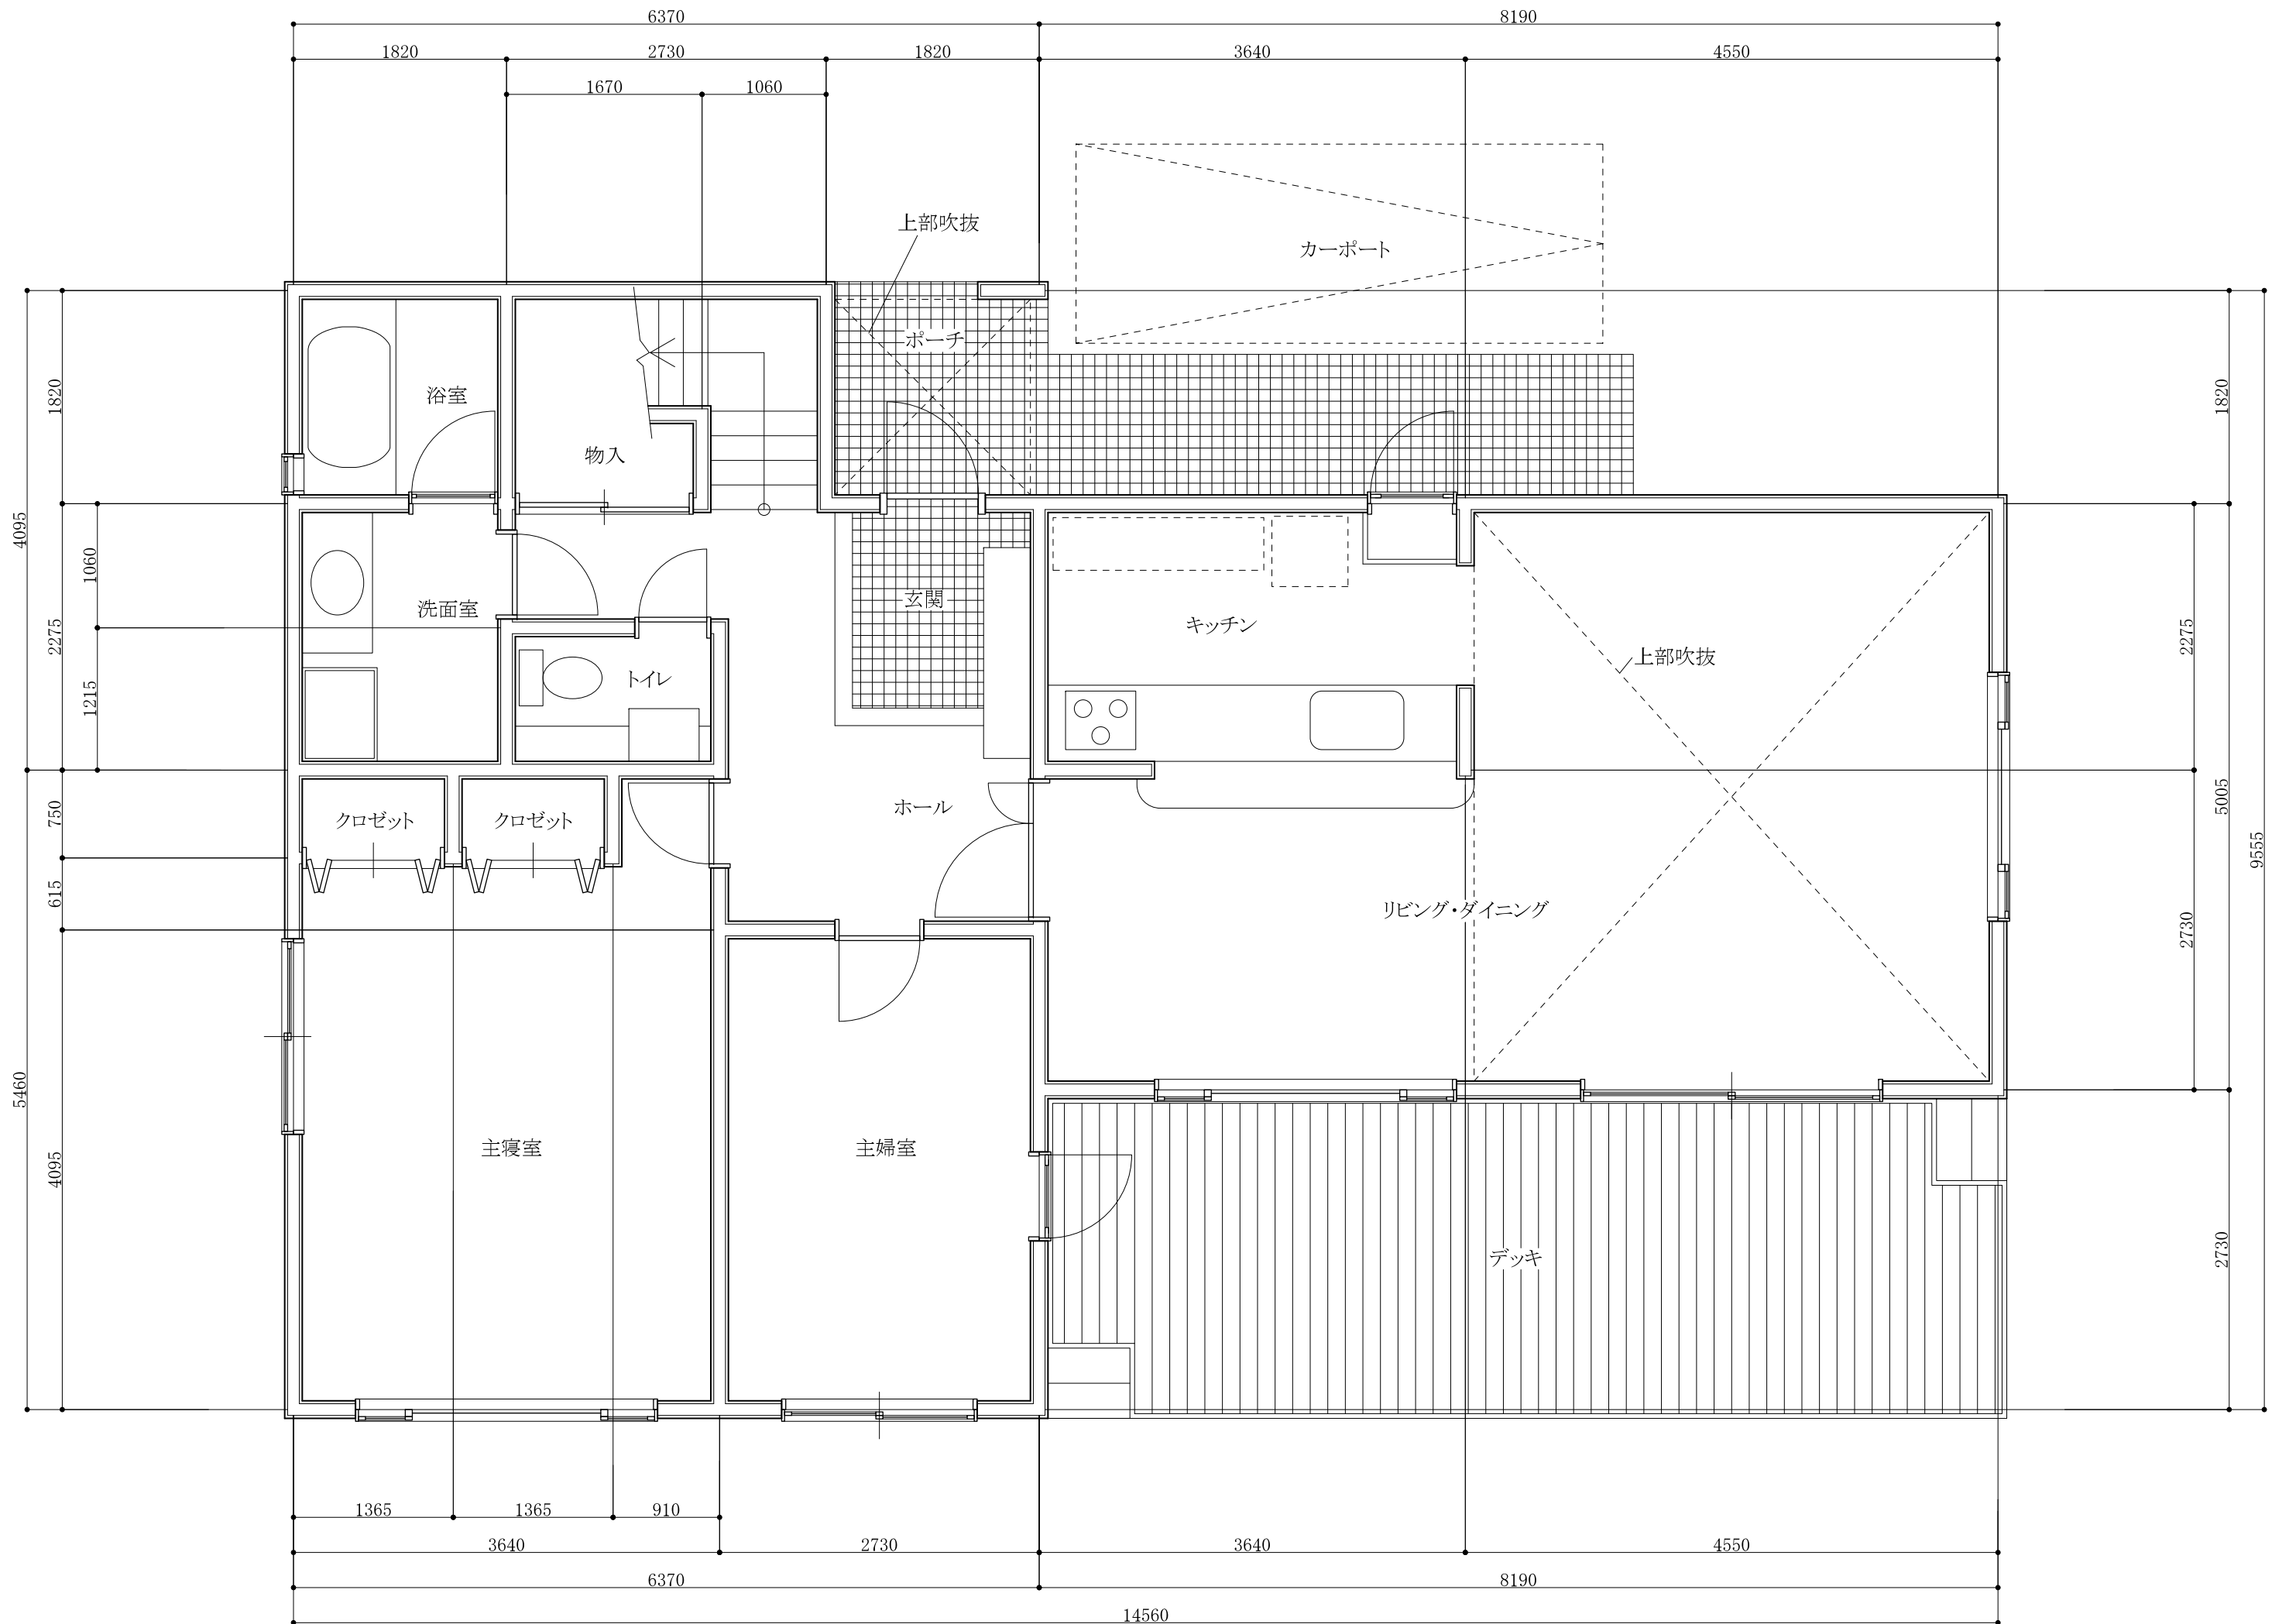 6370
8190
1820
2730
1820
3640
4550
1670
1060
上部吹抜
カーポート
ポーチ
浴室
物入
洗面室
玄関
キッチン
トイレ
上部吹抜
クロゼット
クロゼット
ホール
リビング・ダイニング
主寝室
主婦室
デッキ
4095
5460
1820
2275
750
615
4095
1060
1215
2275
2730
1820
5005
2730
9555
1365
1365
910
3640
2730
3640
4550
6370
8190
14560